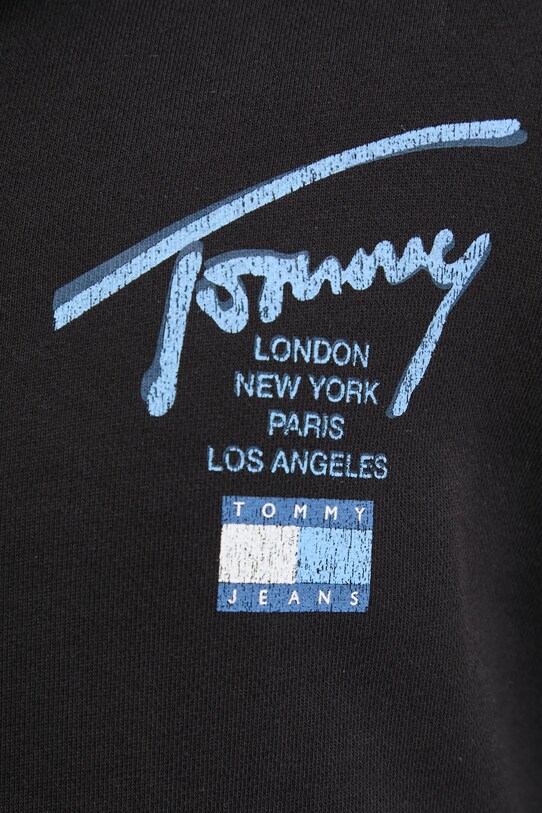 Tommy
LONDON
NEW YORK
PARIS
LOS ANGELES
TOMMY
JEANS